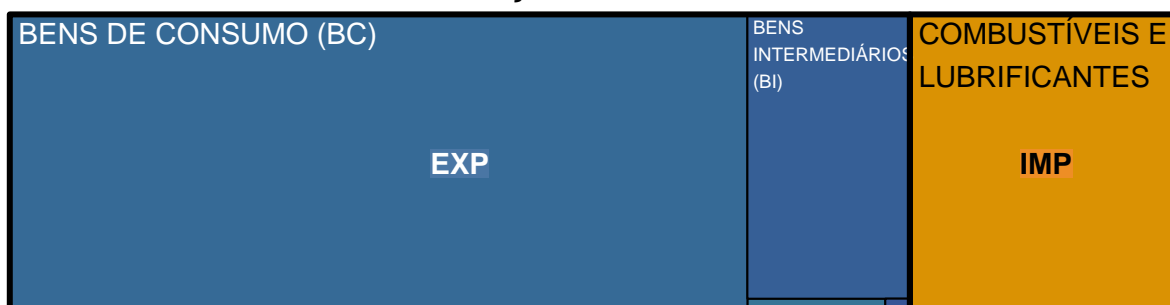 BENS DE CONSUMO (BC)
EXP
BENS
INTERMEDIÁRIOS
(BI)
COMBUSTÍVEIS E
LUBRIFICANTES
IMP